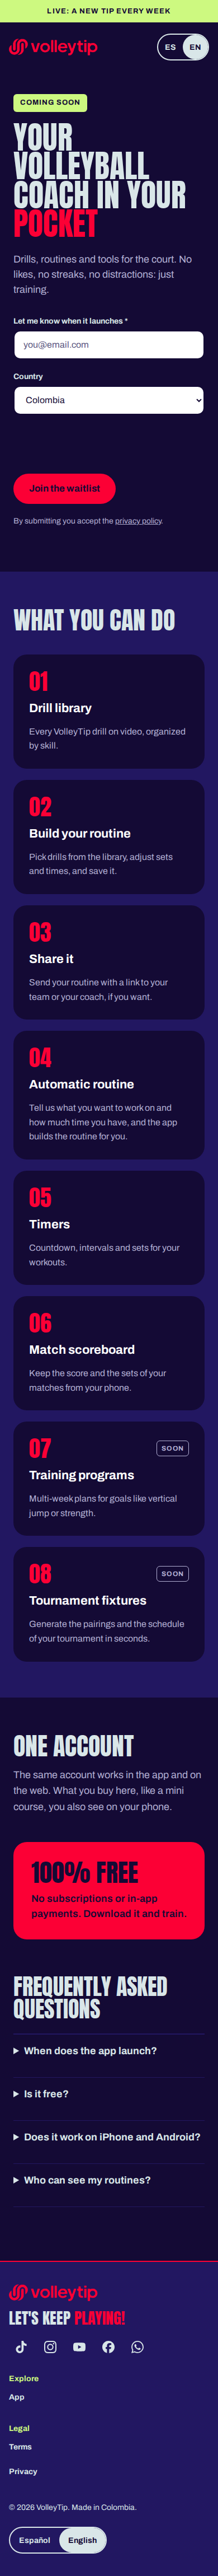 LIVE: A NEW TIP EVERY WEEK
volleytip
ES EN
COMING SOON
YOUR
VOLLEYBALL
COACH IN YOUR
POCKET
Drills, routines and tools for the court. No
likes, no streaks, no distractions: just
training.
Let me know when it launches *
you@email.com
Country
Colombia
Join the waitlist
By submitting you accept the privacy policy.
WHAT YOU CAN DO
01
Drill library
Every VolleyTip drill on video, organized
by skill.
02
Build your routine
Pick drills from the library, adjust sets
and times, and save it.
03
Share it
Send your routine with a link to your
team or your coach, if you want.
04
Automatic routine
Tell us what you want to work on and
how much time you have, and the app
builds the routine for you.
05
Timers
Countdown, intervals and sets for your
workouts.
06
Match scoreboard
Keep the score and the sets of your
matches from your phone.
07 SOON
Training programs
Multi-week plans for goals like vertical
jump or strength.
08 SOON
Tournament fixtures
Generate the pairings and the schedule
of your tournament in seconds.
ONE ACCOUNT
The same account works in the app and on
the web. What you buy here, like a mini
course, you also see on your phone.
100% FREE
No subscriptions or in-app
payments. Download it and train.
FREQUENTLY ASKED
QUESTIONS
When does the app launch?
Is it free?
Does it work on iPhone and Android?
Who can see my routines?
volleytip
LET'S KEEP PLAYING!
Explore
App
Legal
Terms
Privacy
© 2026 VolleyTip. Made in Colombia.
Español English